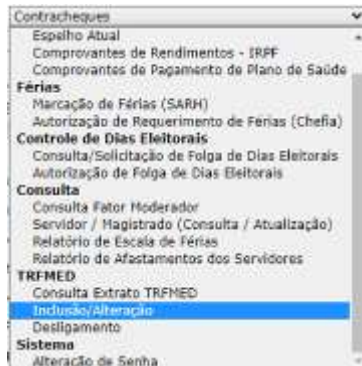 Contracheques
Espelho Atual
Comprovantes de Rendimentos - IRPF
Comprovantes de Pagamento de Plano de Saúde
Férias
Marcação de Férias (SARH)
Autorização de Requerimento de Férias (Chefia)
Controle de Dias Eleitorais
Consulta/Solicitação de Folga de Dias Eleitorais
Autorização de Folga de Dias Eleitorais
Consulta
Consulta Fator Moderador
Servidor / Magistrado (Consulta / Atualização)
Relatório de Escala de Férias
Relatório de Afastamentos dos Servidores
TRFMED
Consulta Extrato TRFMED
Inclusão/Alteração
Desligamento
Sistema
Alteração de Senha